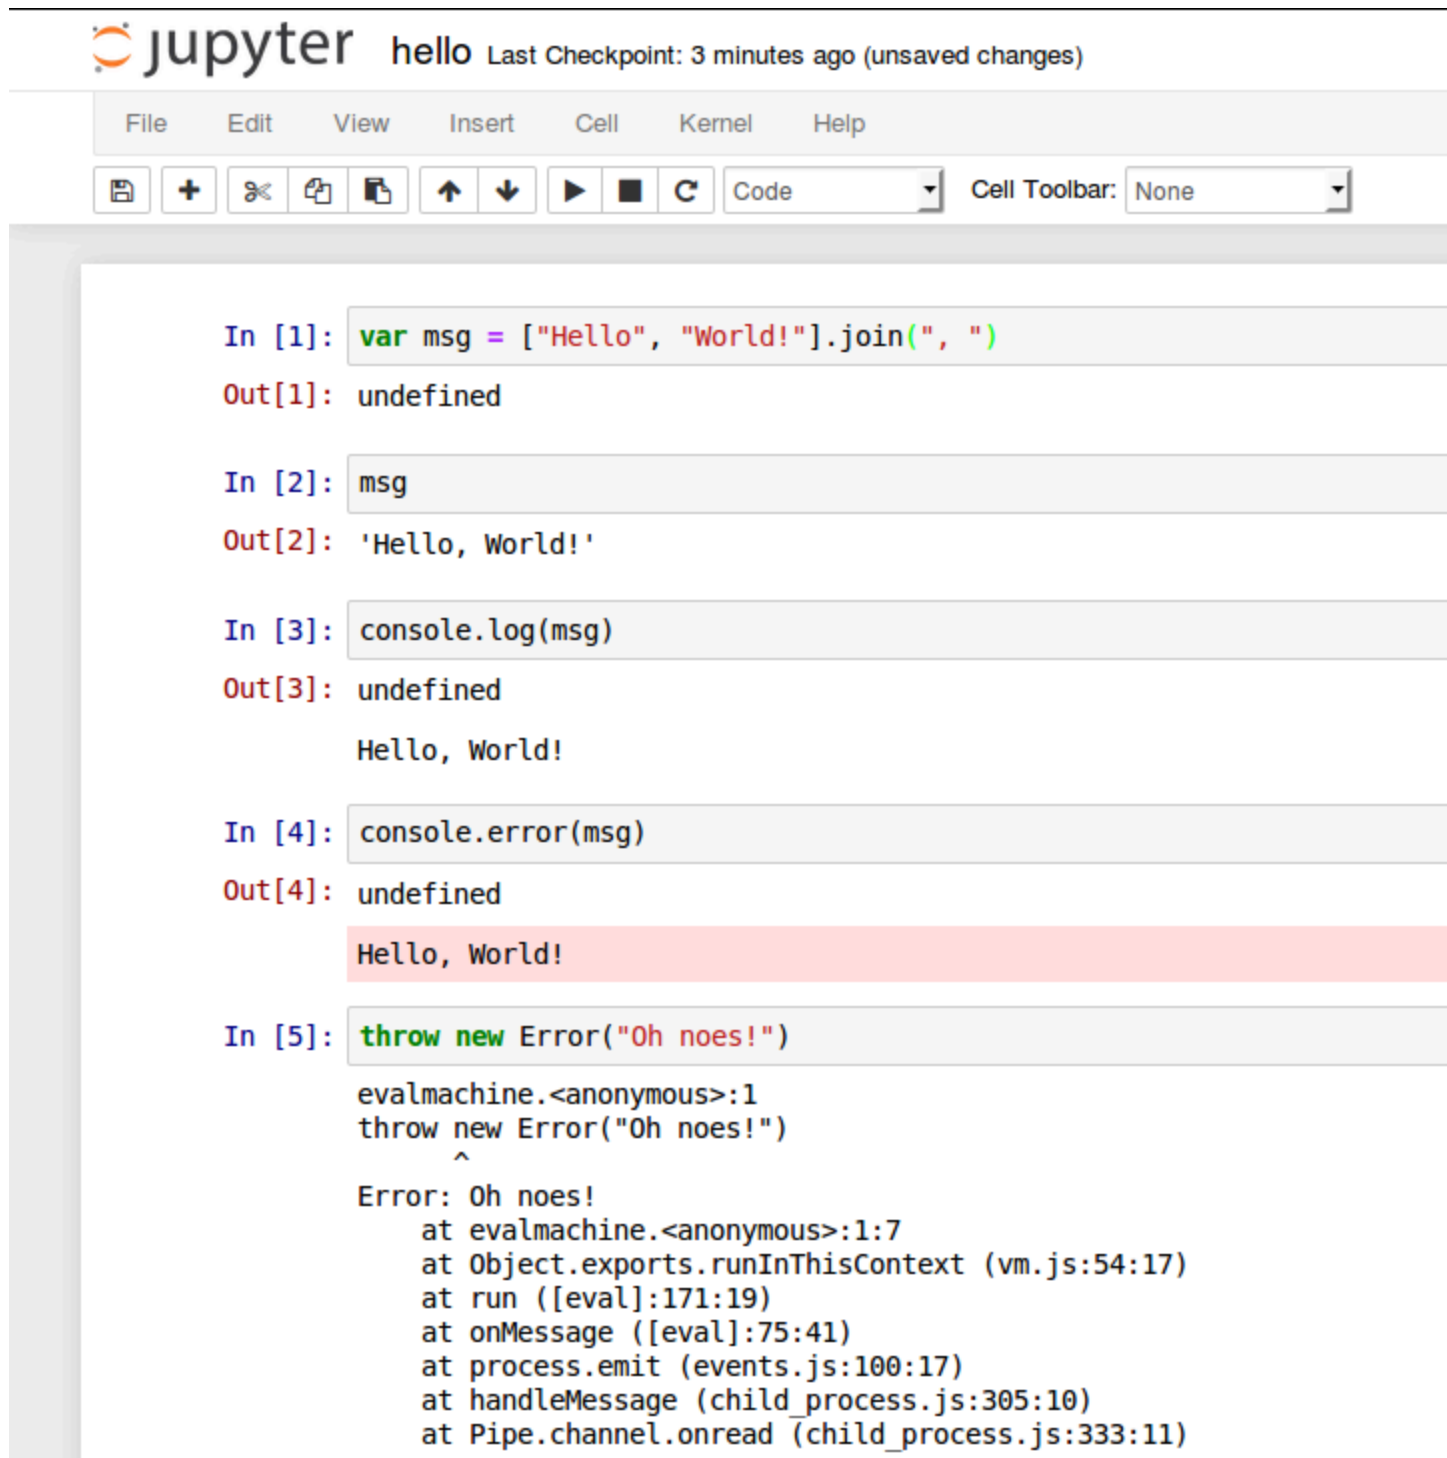 jupyter hello Last Checkpoint: 3 minutes ago (unsaved changes)
File Edit View Insert Cell Kernel Help
Code Cell Toolbar: None
In [1]: var msg = ["Hello", "World!"].join(", ")
Out[1]: undefined
In [2]: msg
Out[2]: 'Hello, World!'
In [3]: console.log(msg)
Out[3]: undefined
Hello, World!
In [4]: console.error(msg)
Out[4]: undefined
Hello, World!
In [5]: throw new Error("Oh noes!")
evalmachine.<anonymous>:1
throw new Error("Oh noes!")
      ^
Error: Oh noes!
    at evalmachine.<anonymous>:1:7
    at Object.exports.runInThisContext (vm.js:54:17)
    at run ([eval]:171:19)
    at onMessage ([eval]:75:41)
    at process.emit (events.js:100:17)
    at handleMessage (child_process.js:305:10)
    at Pipe.channel.onread (child_process.js:333:11)